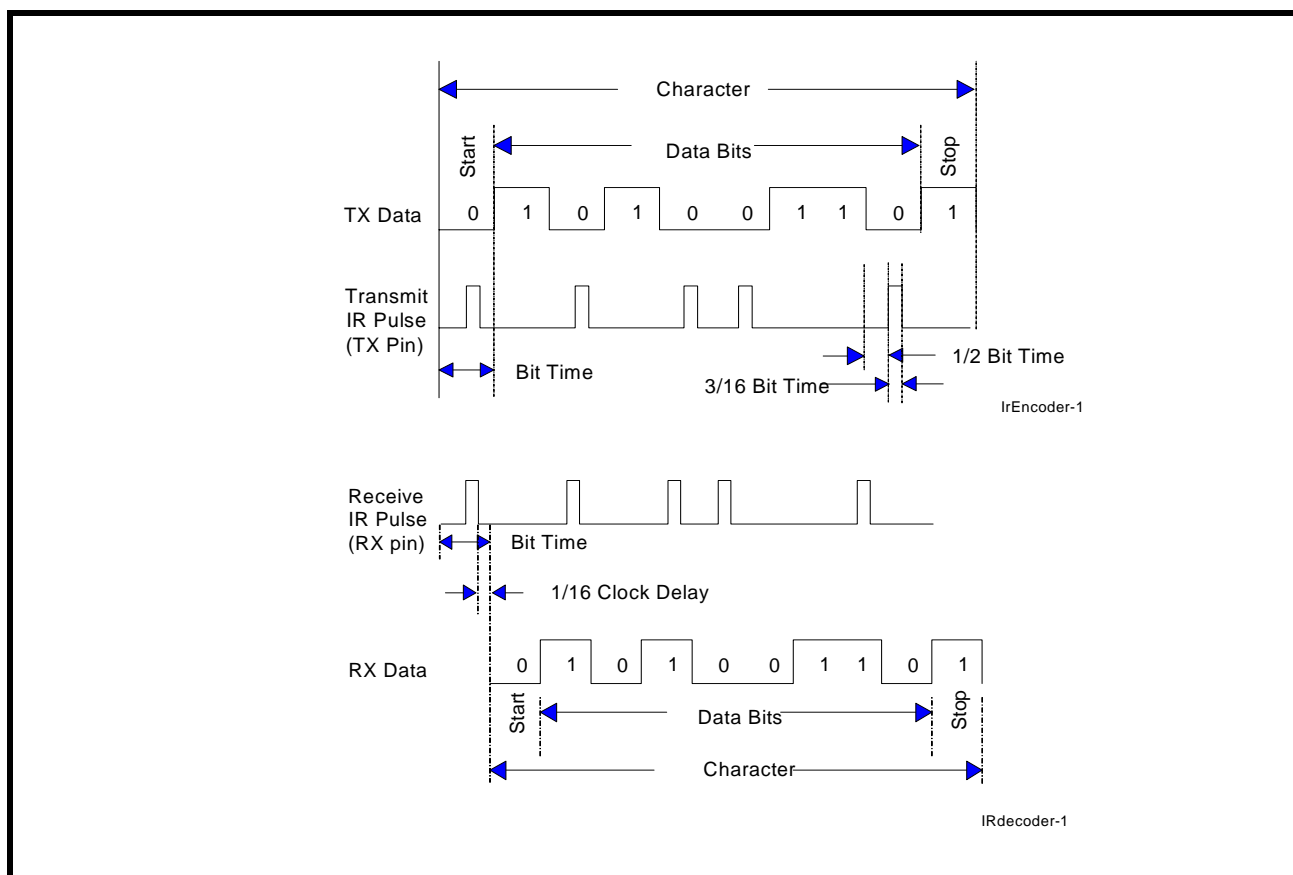 Character
Start
Data Bits
Stop
TX Data
0 1 0 1 0 0 1 1 0 1
Transmit
IR Pulse
(TX Pin)
Bit Time
1/2 Bit Time
3/16 Bit Time
IrEncoder-1
Receive
IR Pulse
(RX pin)
Bit Time
1/16 Clock Delay
RX Data
0 1 0 1 0 0 1 1 0 1
Start
Data Bits
Stop
Character
IRdecoder-1